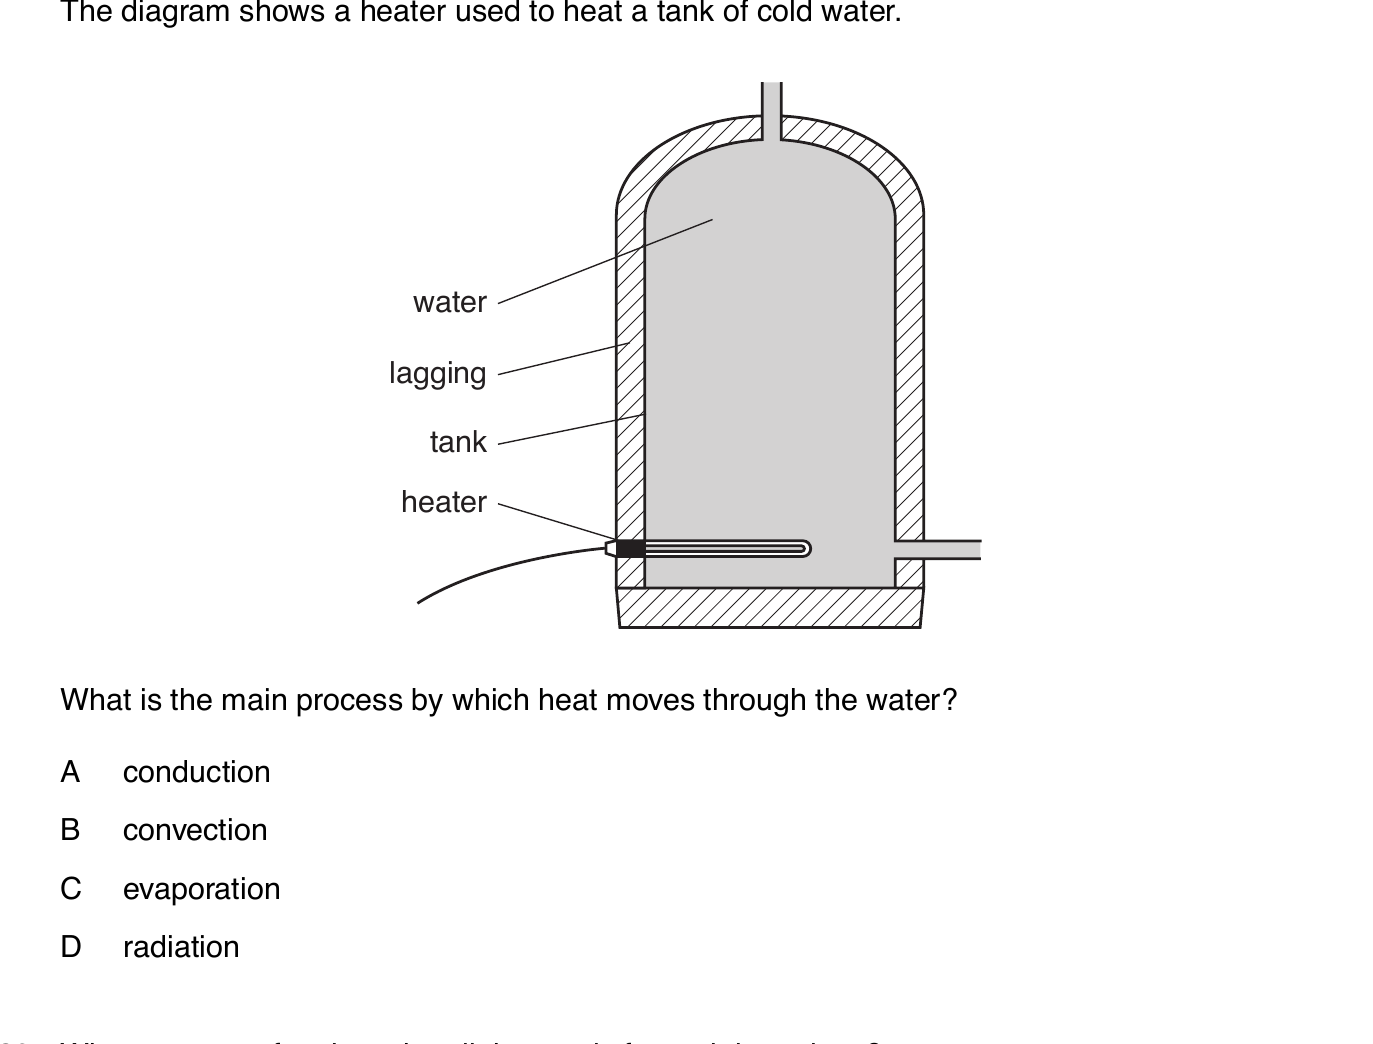 The diagram shows a heater used to heat a tank of cold water.
water
lagging
tank
heater
What is the main process by which heat moves through the water?
A conduction
B convection
C evaporation
D radiation